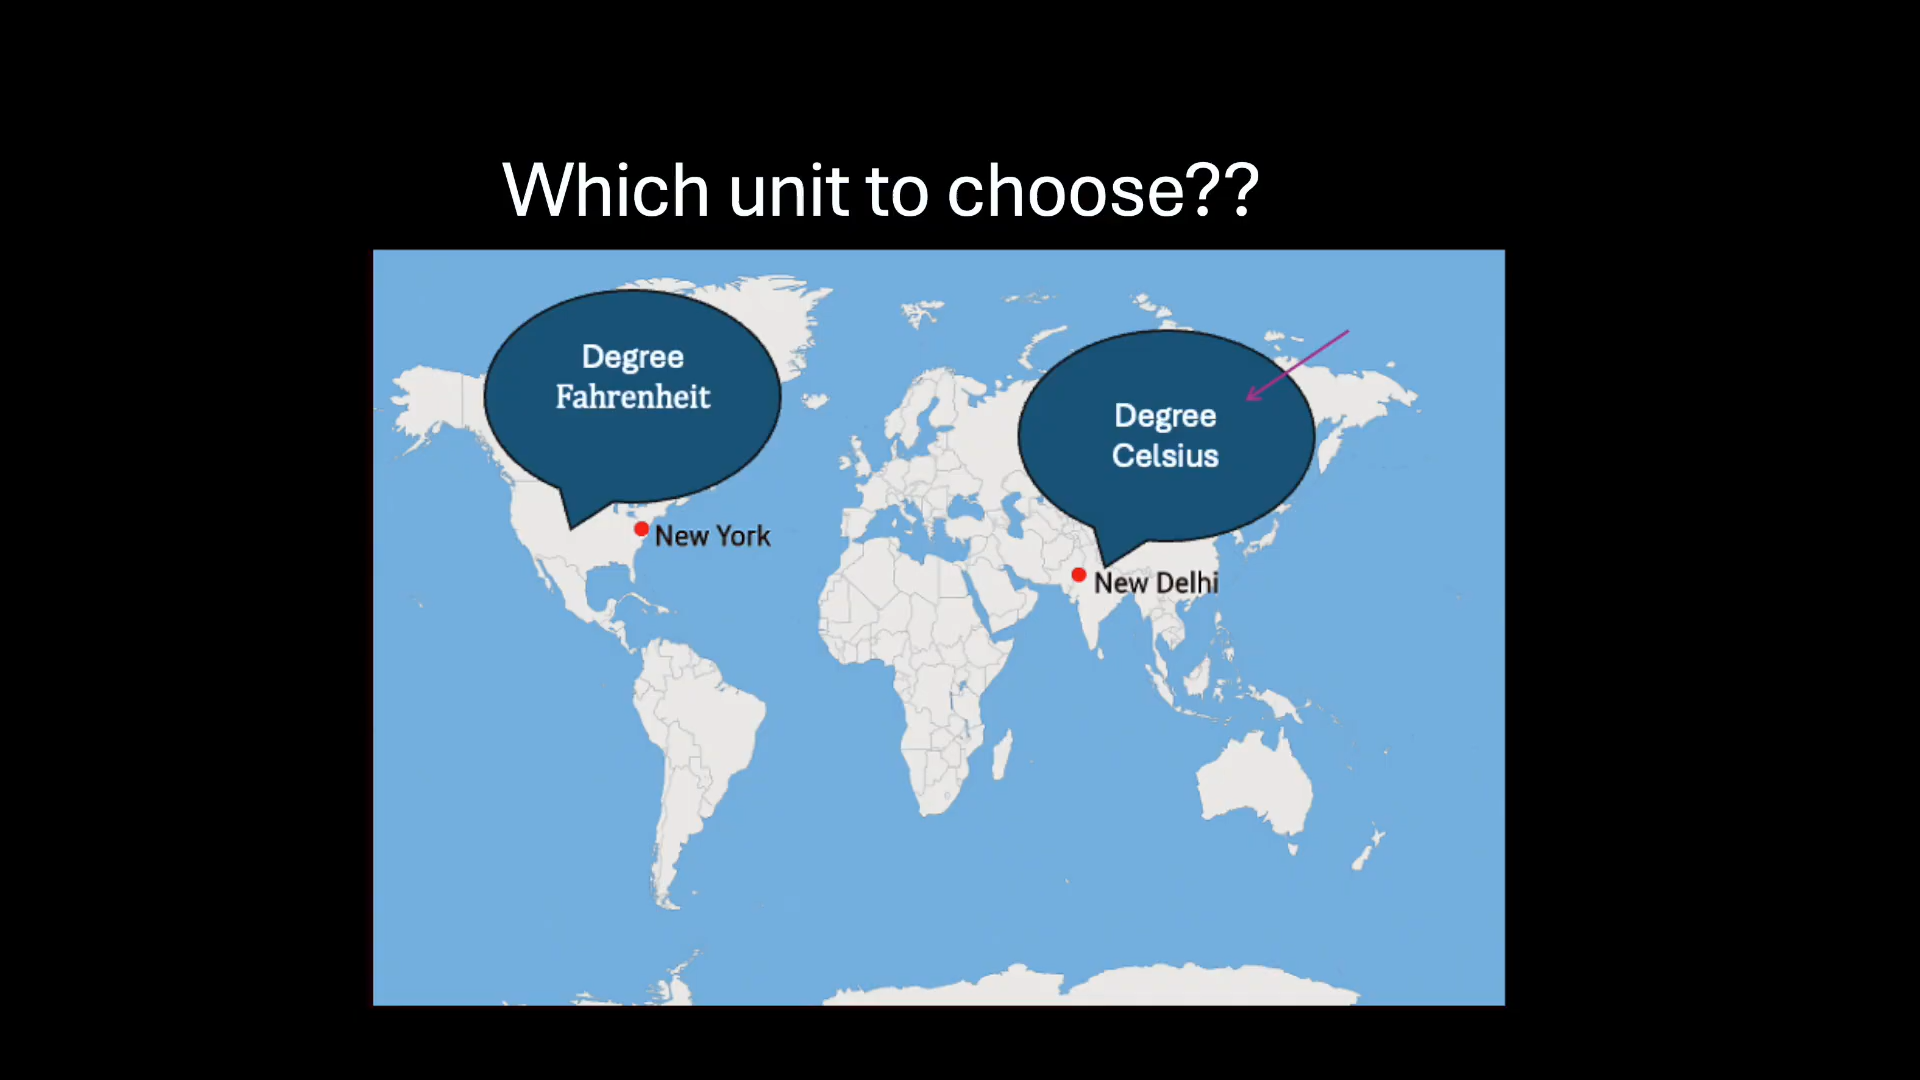 Which unit to choose??
Degree
Fahrenheit
Degree
Celsius
New York
New Delhi